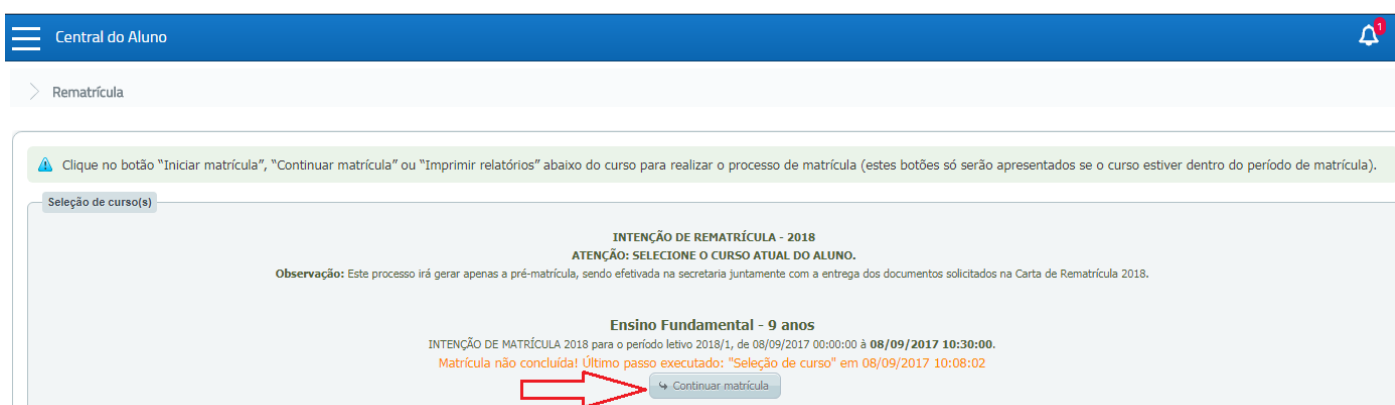 Central do Aluno
1
Rematrícula
Clique no botão "Iniciar matrícula", "Continuar matrícula" ou "Imprimir relatórios" abaixo do curso para realizar o processo de matrícula (estes botões só serão apresentados se o curso estiver dentro do período de matrícula).
Seleção de curso(s)
INTENÇÃO DE REMATRÍCULA - 2018
ATENÇÃO: SELECIONE O CURSO ATUAL DO ALUNO.
Observação: Este processo irá gerar apenas a pré-matrícula, sendo efetivada na secretaria juntamente com a entrega dos documentos solicitados na Carta de Rematrícula 2018.
Ensino Fundamental - 9 anos
INTENÇÃO DE MATRÍCULA 2018 para o período letivo 2018/1, de 08/09/2017 00:00:00 à 08/09/2017 10:30:00.
Matrícula não concluída! Último passo executado: "Seleção de curso" em 08/09/2017 10:08:02
Continuar matrícula